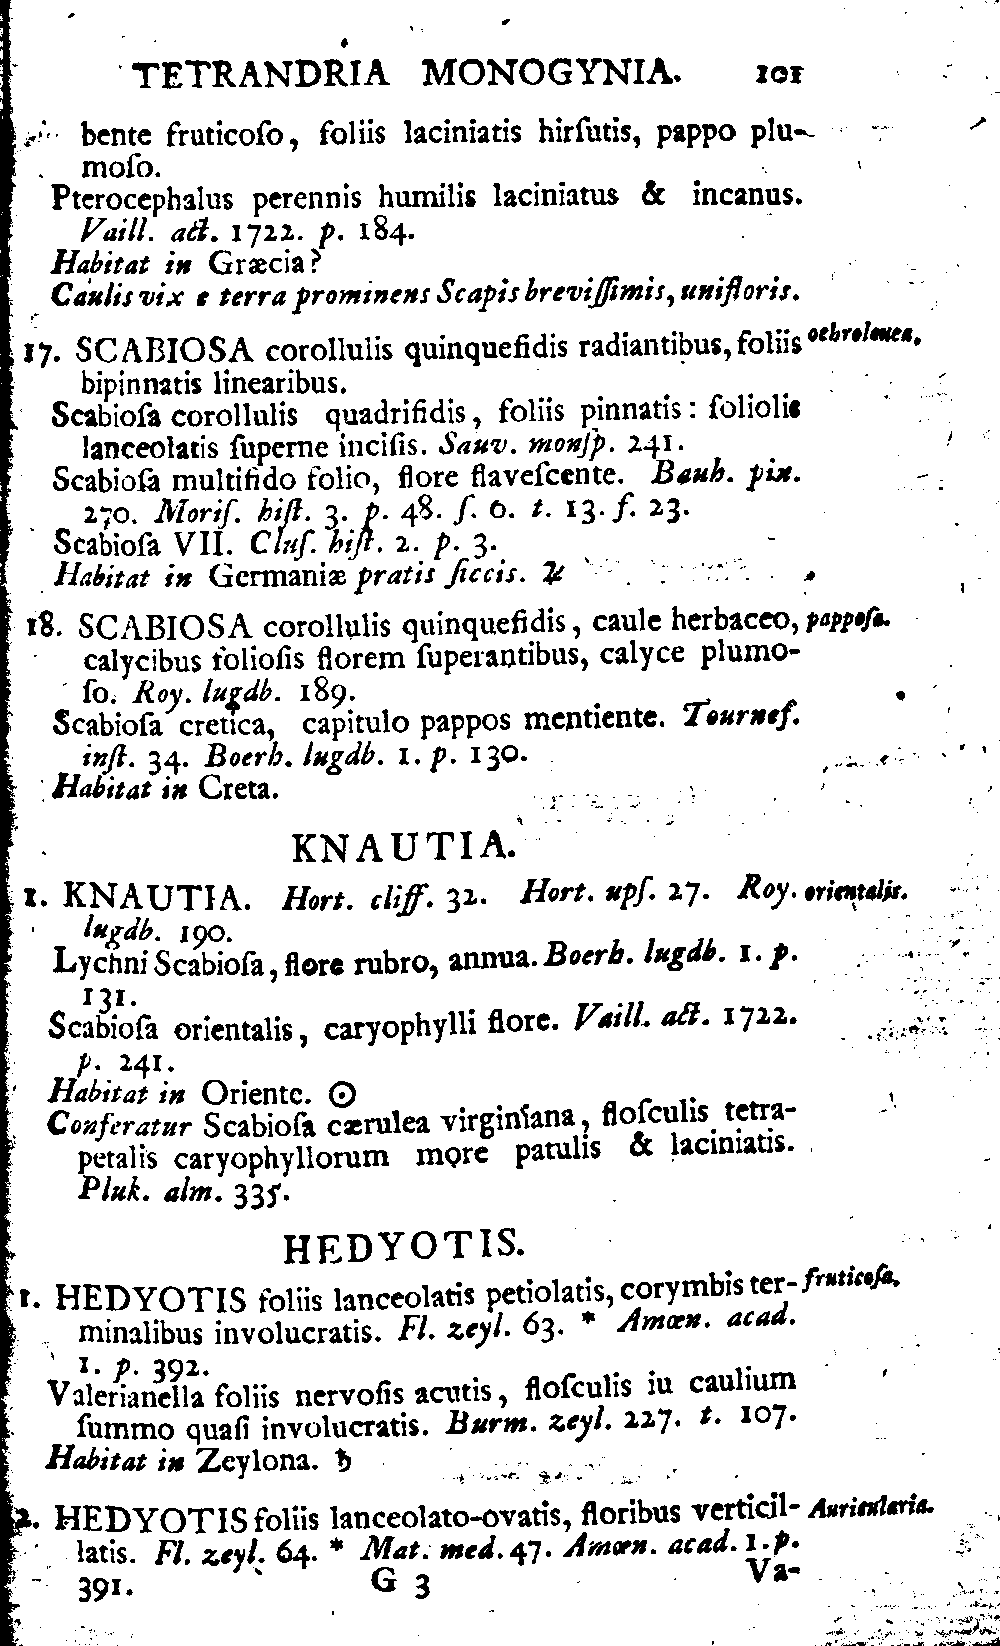 TETRANDRIA MONOGYNIA. 101
bente fruticoſo, foliis laciniatis hirſutis, pappo plu-
moſo.
Pterocephalus perennis humilis laciniatus & incanus.
Vaill. act. 1722. p. 184.
Habitat in Græcia?
Caulis vix e terra prominens Scapis breviſſimis, unifloris.
17. SCABIOSA corollulis quinquefidis radiantibus, foliis ochroleuca.
bipinnatis linearibus.
Scabioſa corollulis quadrifidis, foliis pinnatis: foliolis
lanceolatis ſuperne inciſis. Sauv. monſp. 241.
Scabioſa multifido folio, flore flaveſcente. Bauh. pin.
270. Moriſ. hiſt. 3. p. 48. ſ. 6. t. 13. f. 23.
Scabioſa VII. Cluſ. hiſt. 2. p. 3.
Habitat in Germaniæ pratis ſiccis. ♃
18. SCABIOSA corollulis quinquefidis, caule herbaceo, pappoſa.
calycibus folioſis florem ſuperantibus, calyce plumo-
ſo. Roy. lugdb. 189.
Scabioſa cretica, capitulo pappos mentiente. Tournef.
inſt. 34. Boerh. lugdb. 1. p. 130.
Habitat in Creta.
KNAUTIA.
1. KNAUTIA. Hort. cliff. 32. Hort. upſ. 27. Roy. orientalis.
lugdb. 190.
Lychni Scabioſa, flore rubro, annua. Boerh. lugdb. 1. p.
131.
Scabioſa orientalis, caryophylli flore. Vaill. act. 1722.
p. 241.
Habitat in Oriente. ☉
Conferatur Scabioſa cærulea virginiana, floſculis tetra-
petalis caryophyllorum more patulis & laciniatis.
Pluk. alm. 335.
HEDYOTIS.
1. HEDYOTIS foliis lanceolatis petiolatis, corymbis ter- fruticoſa.
minalibus involucratis. Fl. zeyl. 63. * Amœn. acad.
1. p. 392.
Valerianella foliis nervoſis acutis, floſculis iu caulium
ſummo quaſi involucratis. Burm. zeyl. 227. t. 107.
Habitat in Zeylona. ♄
2. HEDYOTIS foliis lanceolato-ovatis, floribus verticil- Auricularia.
latis. Fl. zeyl. 64. * Mat. med. 47. Amœn. acad. 1. p.
391. G 3 Va-